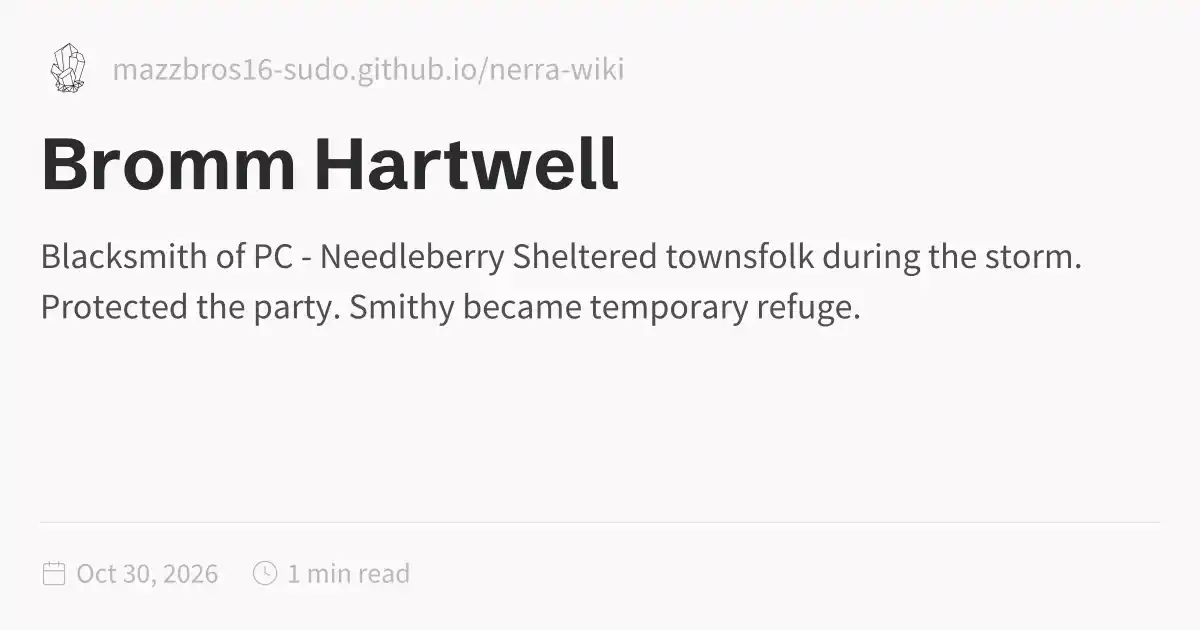 mazzbros16-sudo.github.io/nerra-wiki
Bromm Hartwell
Blacksmith of PC - Needleberry Sheltered townsfolk during the storm.
Protected the party. Smithy became temporary refuge.
Oct 30, 2026 1 min read